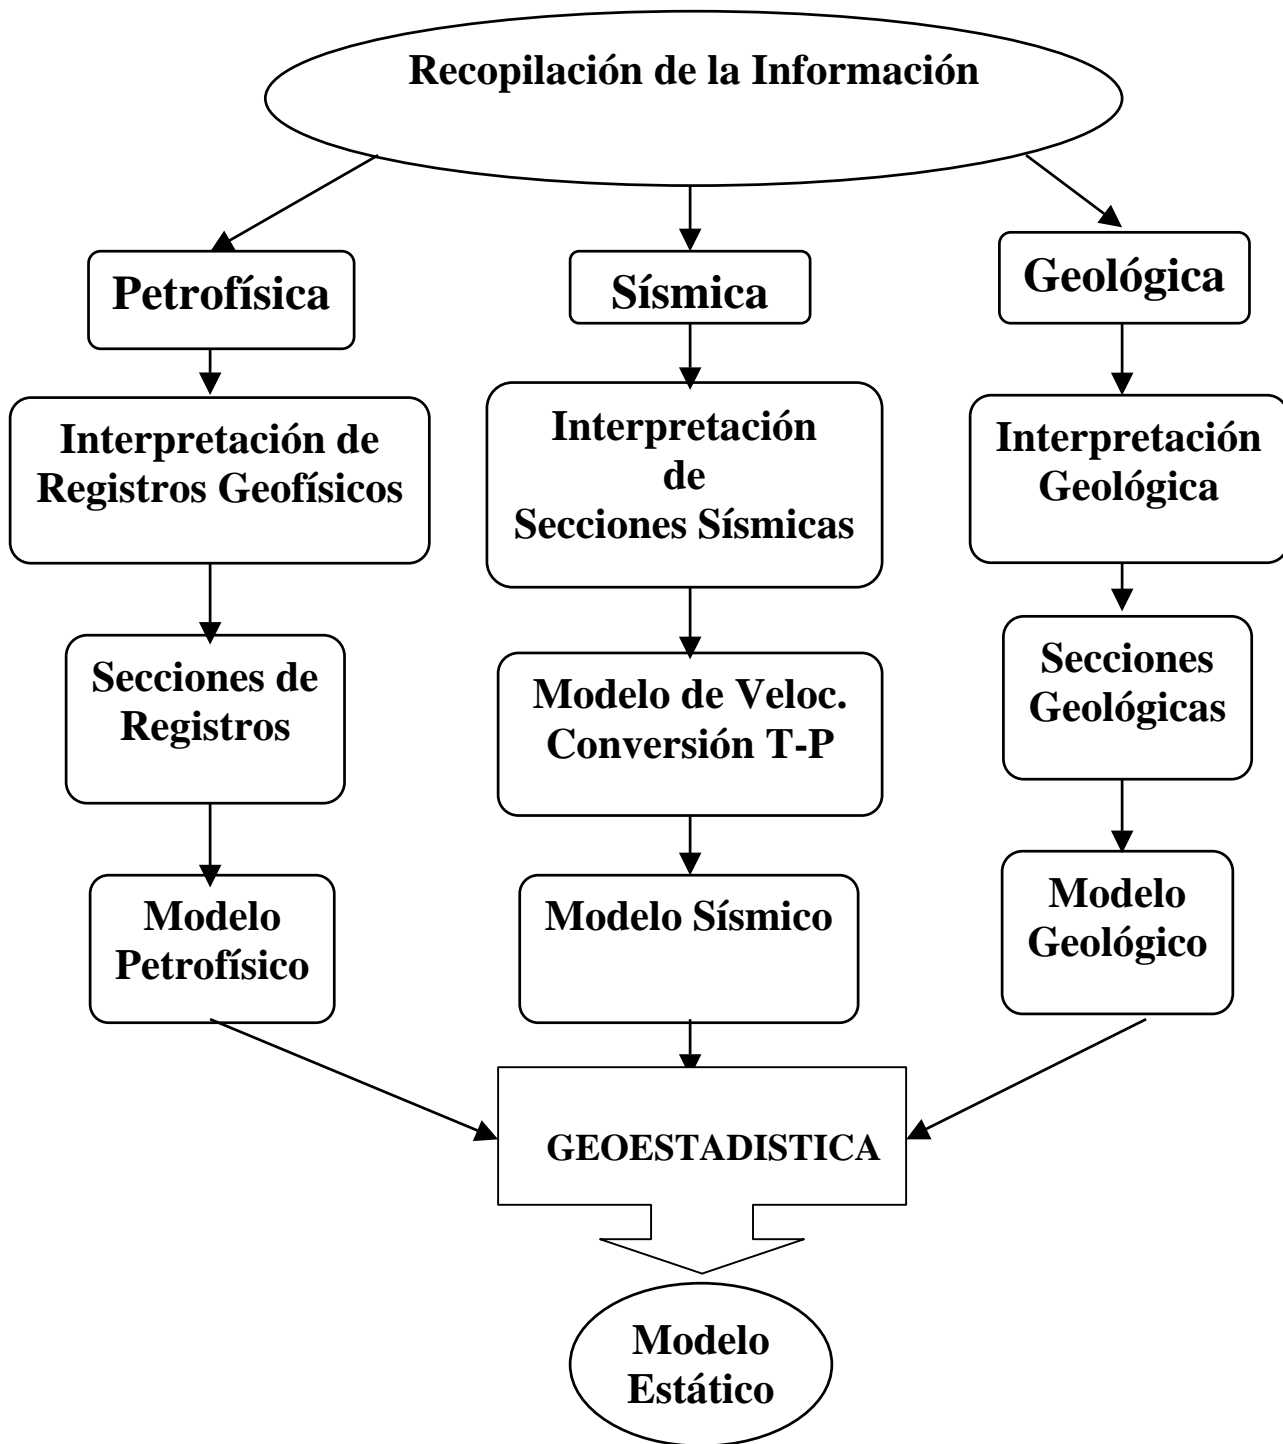 Recopilación de la Información
Petrofísica
Sísmica
Geológica
Interpretación de
Registros Geofísicos
Interpretación
de
Secciones Sísmicas
Interpretación
Geológica
Secciones de
Registros
Modelo de Veloc.
Conversión T-P
Secciones
Geológicas
Modelo
Petrofísico
Modelo Sísmico
Modelo
Geológico
GEOESTADISTICA
Modelo
Estático